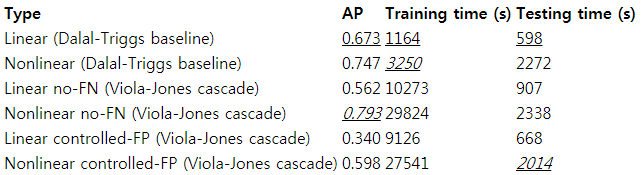 Type AP Training time (s) Testing time (s)
Linear (Dalal-Triggs baseline) 0.673 1164 598
Nonlinear (Dalal-Triggs baseline) 0.747 3250 2272
Linear no-FN (Viola-Jones cascade) 0.562 10273 907
Nonlinear no-FN (Viola-Jones cascade) 0.793 29824 2338
Linear controlled-FP (Viola-Jones cascade) 0.340 9126 668
Nonlinear controlled-FP (Viola-Jones cascade) 0.598 27541 2014